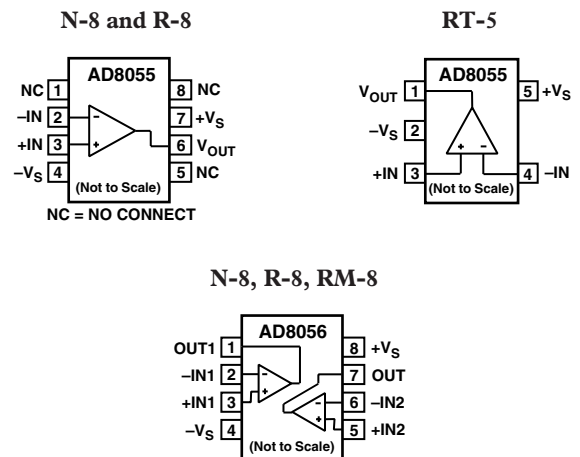 N-8 and R-8
AD8055
NC 1
8 NC
–IN 2
7 +VS
+IN 3
6 VOUT
–VS 4
5 NC
– +
(Not to Scale)
NC = NO CONNECT
RT-5
AD8055
VOUT 1
5 +VS
–VS 2
+IN 3
4 –IN
+ –
(Not to Scale)
N-8, R-8, RM-8
AD8056
OUT1 1
8 +VS
–IN1 2
7 OUT
+IN1 3
6 –IN2
–VS 4
5 +IN2
– +
– +
(Not to Scale)